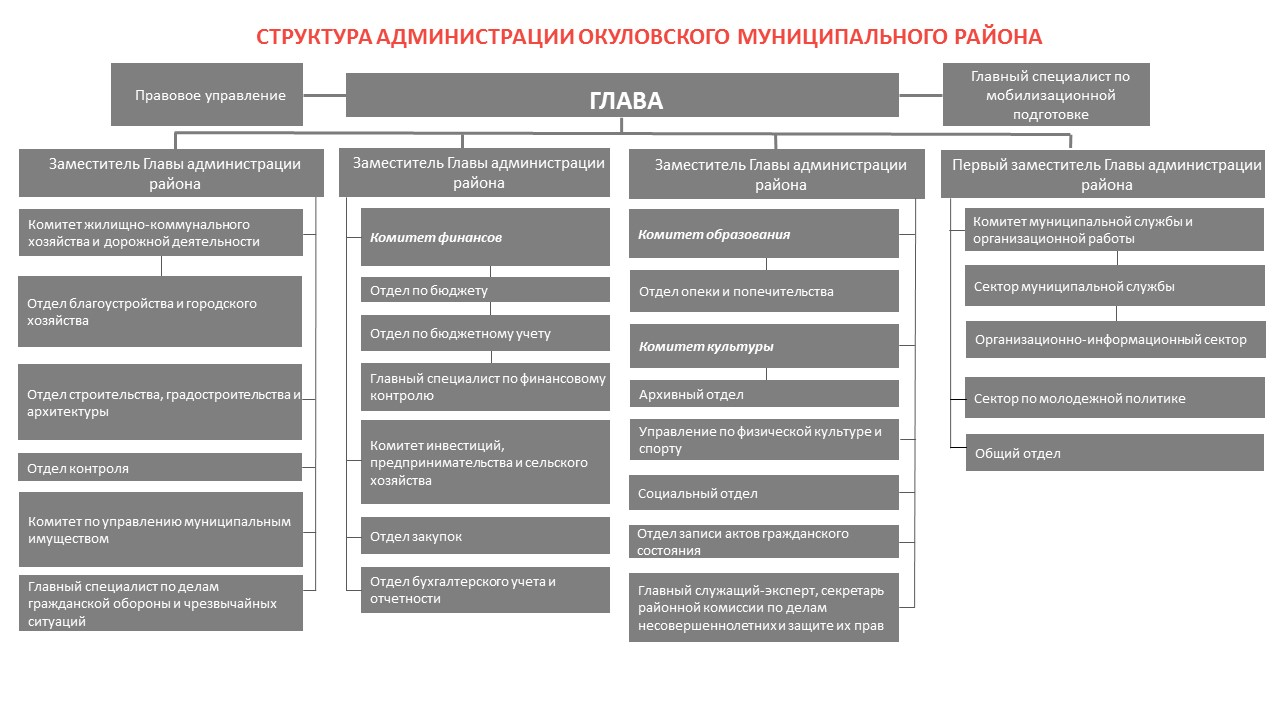 СТРУКТУРА АДМИНИСТРАЦИИ ОКУЛОВСКОГО МУНИЦИПАЛЬНОГО РАЙОНА
Правовое управление
ГЛАВА
Главный специалист по
мобилизационной
подготовке
Заместитель Главы администрации
района
Комитет жилищно-коммунального
хозяйства и дорожной деятельности
Отдел благоустройства и городского
хозяйства
Отдел строительства, градостроительства и
архитектуры
Отдел контроля
Комитет по управлению муниципальным
имуществом
Главный специалист по делам
гражданской обороны и чрезвычайных
ситуаций
Заместитель Главы администрации
района
Комитет финансов
Отдел по бюджету
Отдел по бюджетному учету
Главный специалист по финансовому
контролю
Комитет инвестиций,
предпринимательства и сельского
хозяйства
Отдел закупок
Отдел бухгалтерского учета и
отчетности
Заместитель Главы администрации
района
Комитет образования
Отдел опеки и попечительства
Комитет культуры
Архивный отдел
Управление по физической культуре и
спорту
Социальный отдел
Отдел записи актов гражданского
состояния
Главный служащий-эксперт, секретарь
районной комиссии по делам
несовершеннолетних и защите их прав
Первый заместитель Главы администрации
района
Комитет муниципальной службы и
организационной работы
Сектор муниципальной службы
Организационно-информационный сектор
Сектор по молодежной политике
Общий отдел